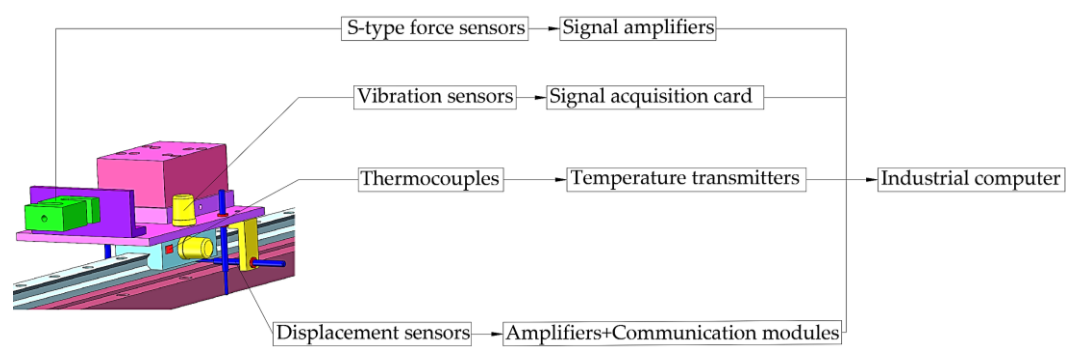 S-type force sensors
Signal amplifiers
Vibration sensors
Signal acquisition card
Thermocouples
Temperature transmitters
Industrial computer
Displacement sensors
Amplifiers+Communication modules